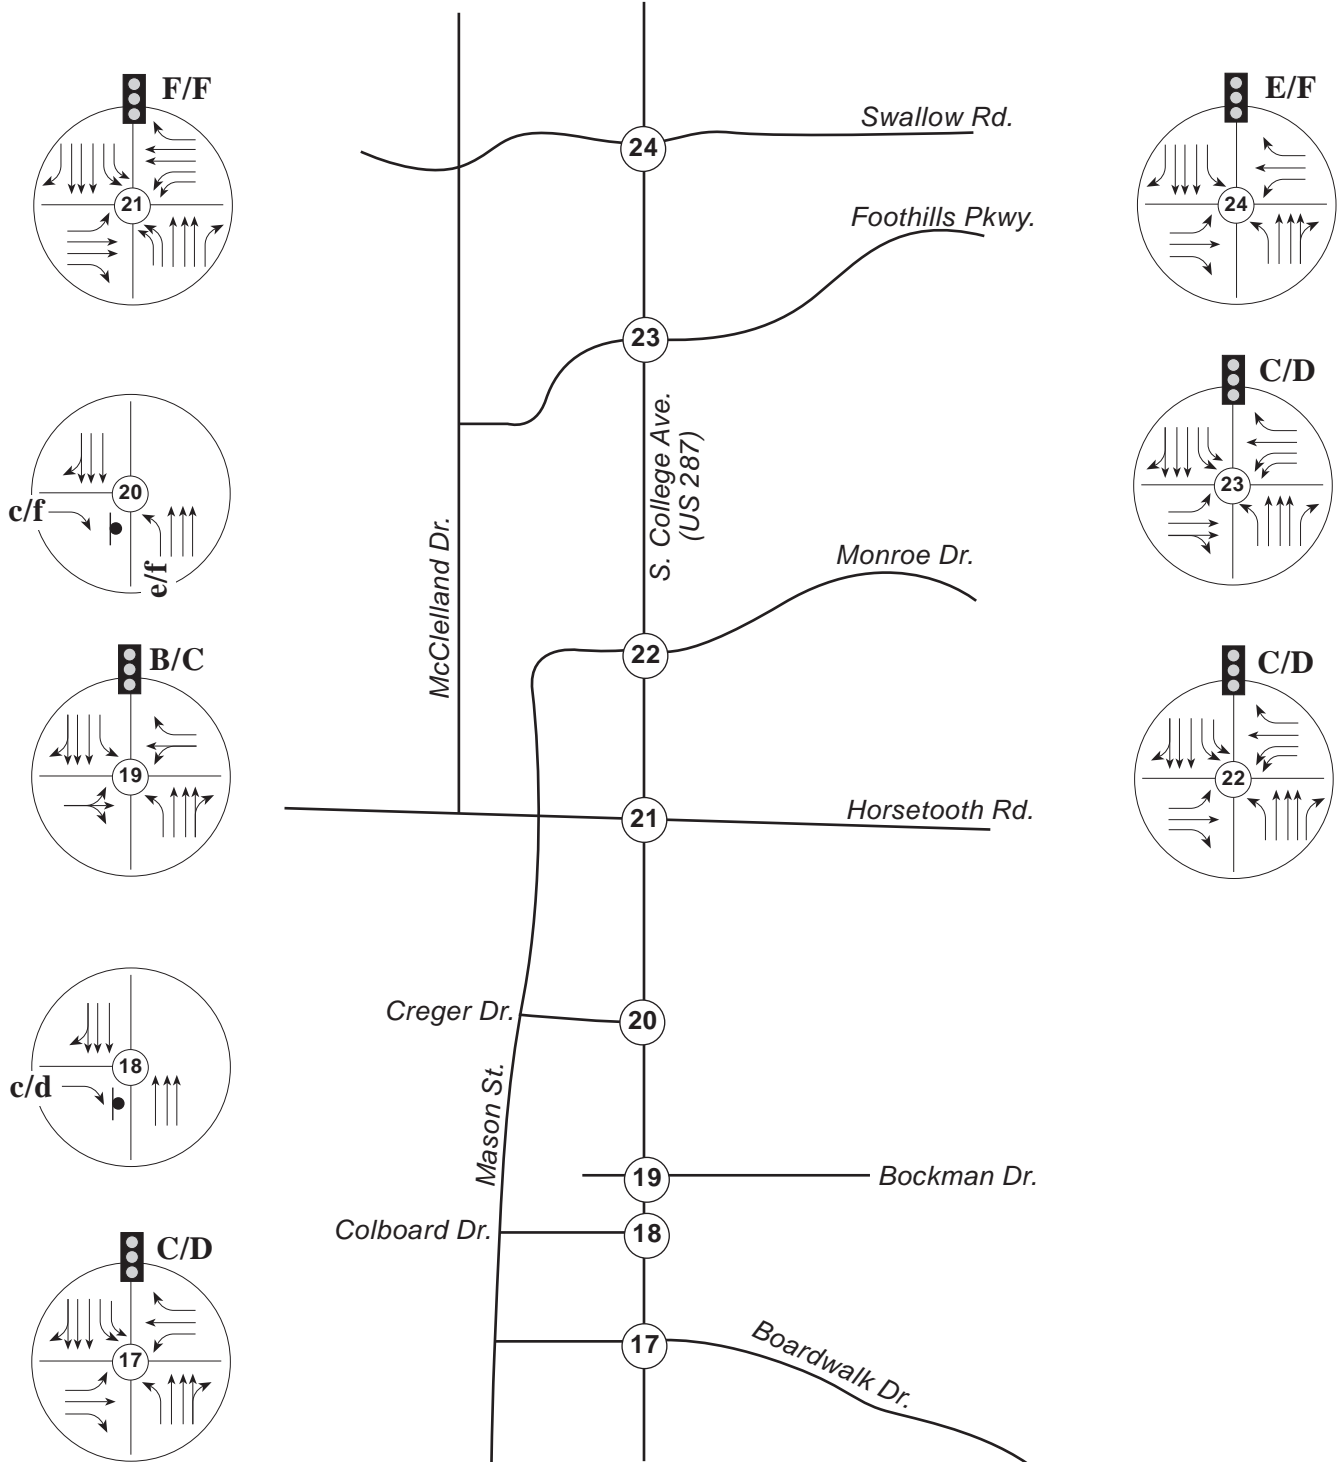 F/F
21
c/f
20
e/f
B/C
19
18
c/d
C/D
17
24
Swallow Rd.
Foothills Pkwy.
23
S. College Ave.
(US 287)
McClelland Dr.
Monroe Dr.
22
21
Horsetooth Rd.
Creger Dr.
20
Mason St.
19
Bockman Dr.
Colboard Dr.
18
17
Boardwalk Dr.
E/F
24
C/D
23
C/D
22